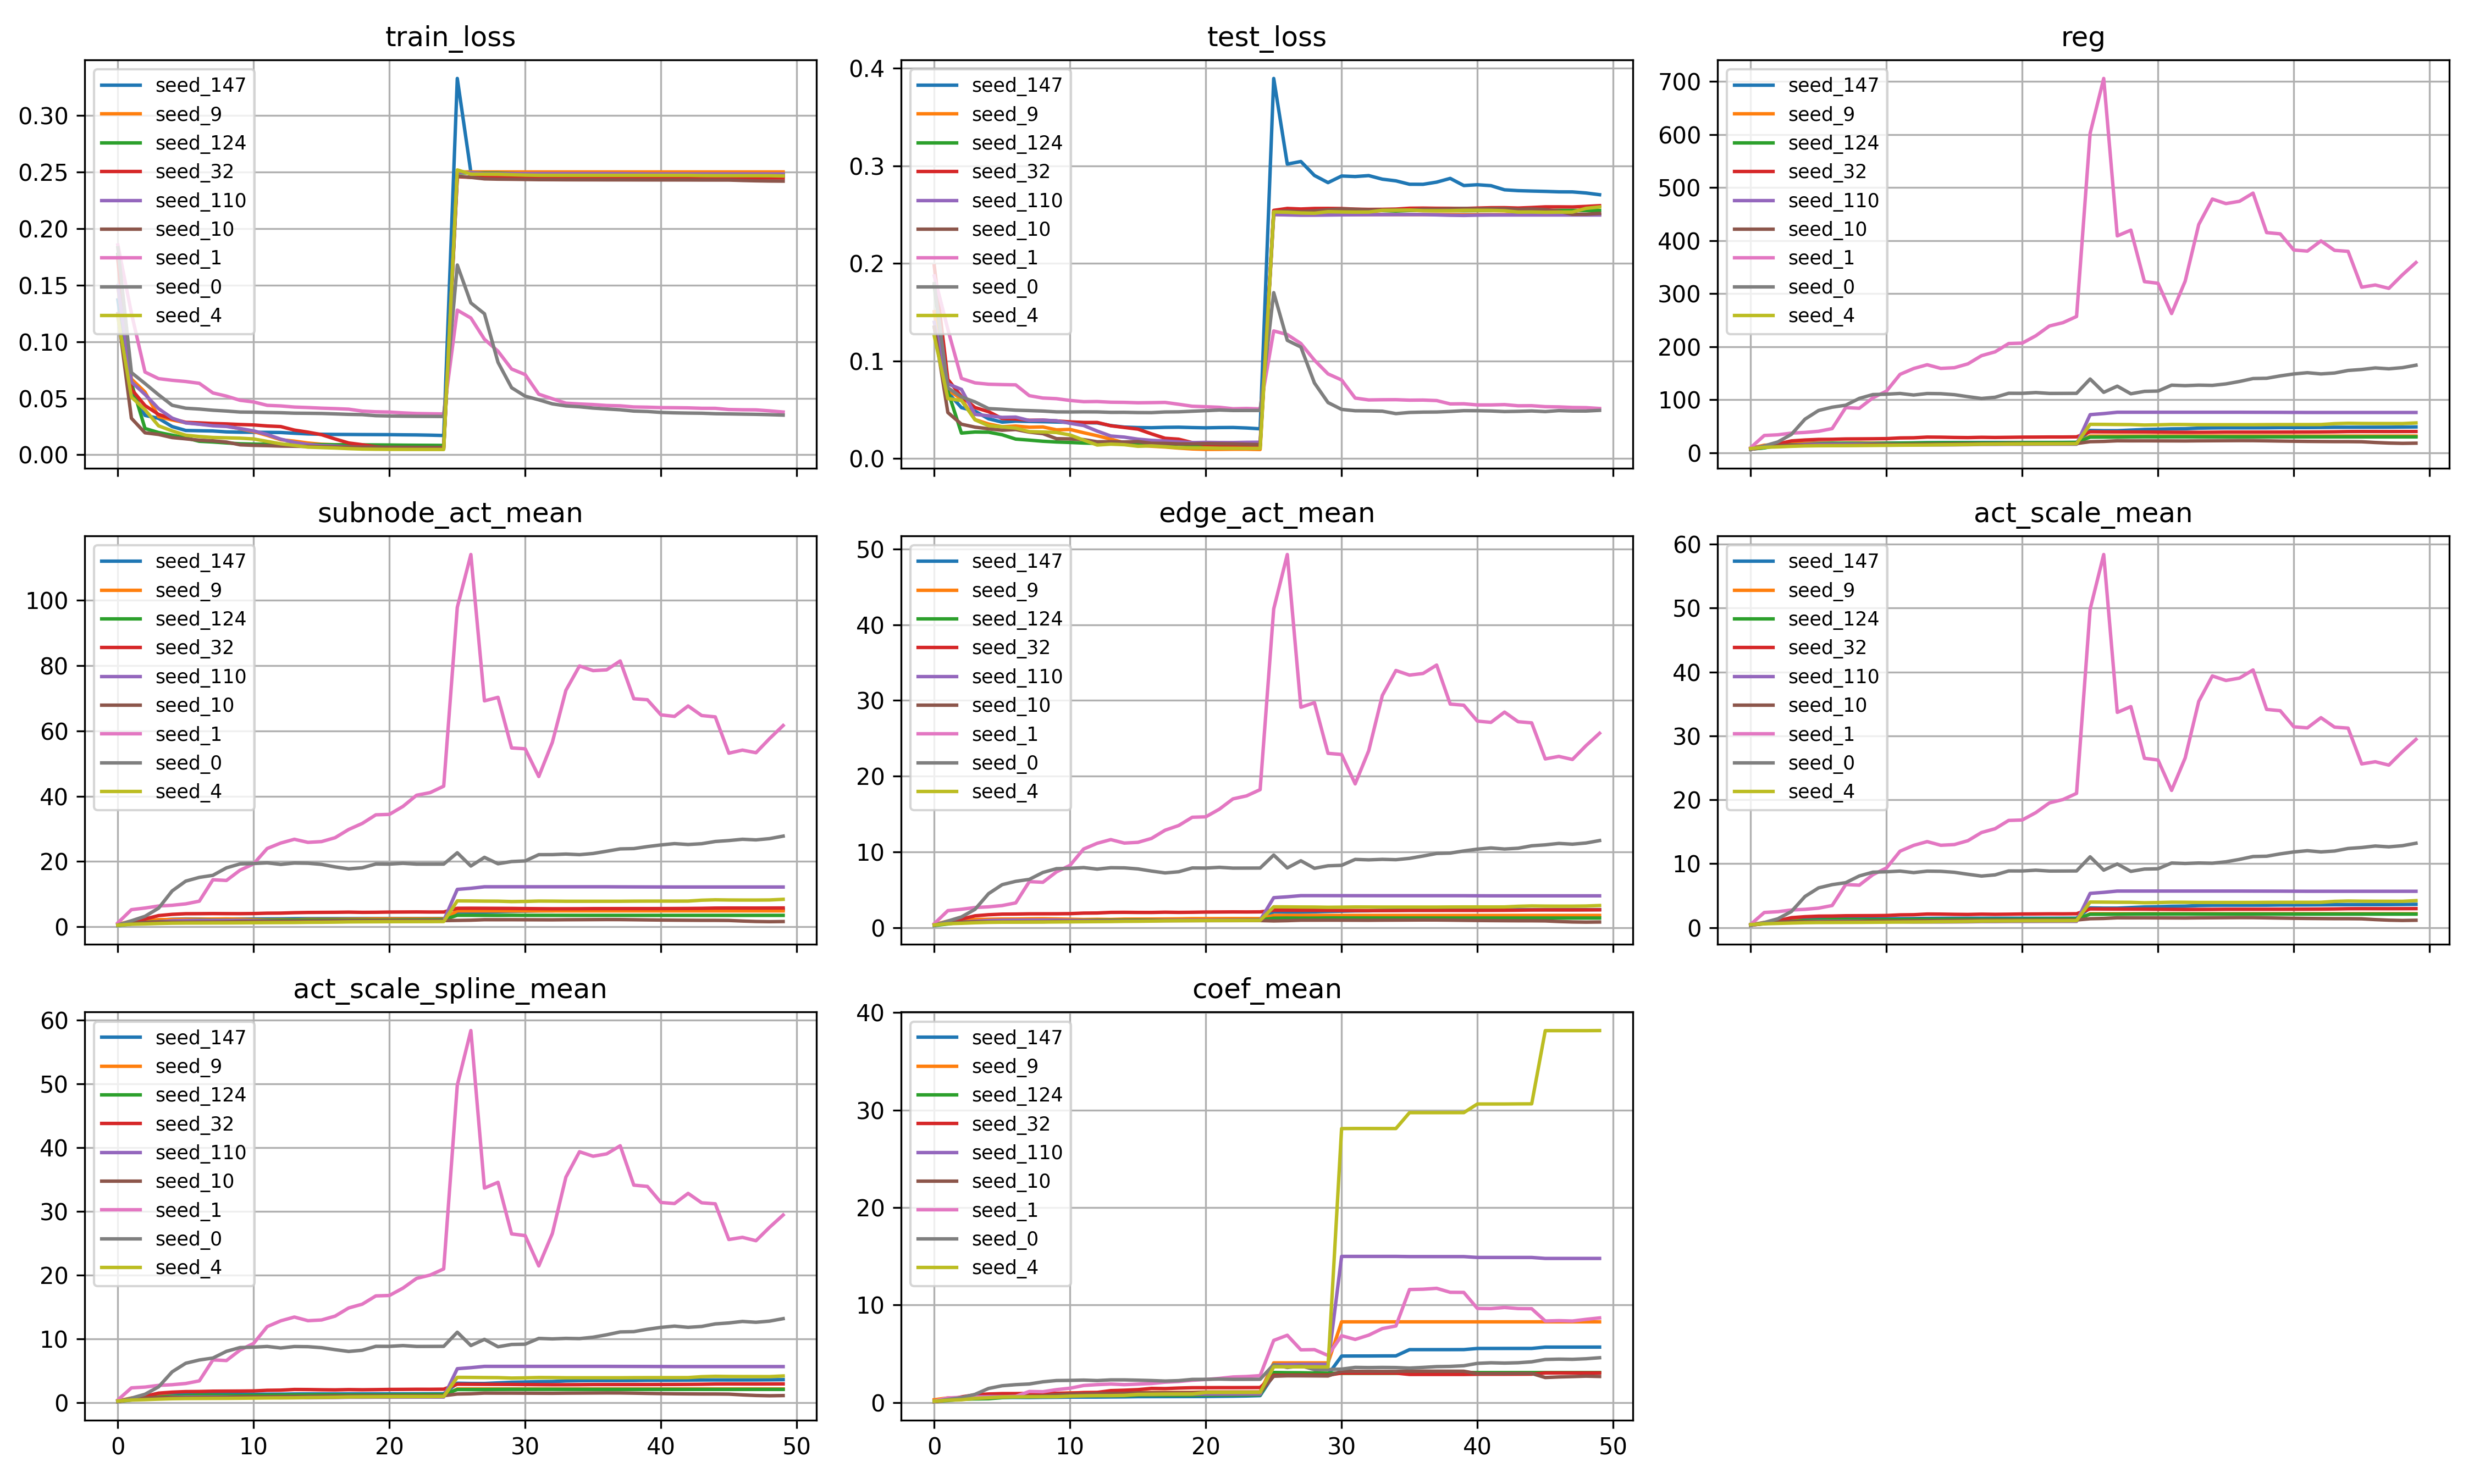 train_loss
0.30
0.25
0.20
0.15
0.10
0.05
0.00
seed_147
seed_9
seed_124
seed_32
seed_110
seed_10
seed_1
seed_0
seed_4
test_loss
0.4
0.3
0.2
0.1
0.0
seed_147
seed_9
seed_124
seed_32
seed_110
seed_10
seed_1
seed_0
seed_4
reg
700
600
500
400
300
200
100
0
seed_147
seed_9
seed_124
seed_32
seed_110
seed_10
seed_1
seed_0
seed_4
subnode_act_mean
100
80
60
40
20
0
seed_147
seed_9
seed_124
seed_32
seed_110
seed_10
seed_1
seed_0
seed_4
edge_act_mean
50
40
30
20
10
0
seed_147
seed_9
seed_124
seed_32
seed_110
seed_10
seed_1
seed_0
seed_4
act_scale_mean
60
50
40
30
20
10
0
seed_147
seed_9
seed_124
seed_32
seed_110
seed_10
seed_1
seed_0
seed_4
act_scale_spline_mean
60
50
40
30
20
10
0
seed_147
seed_9
seed_124
seed_32
seed_110
seed_10
seed_1
seed_0
seed_4
0 10 20 30 40 50
coef_mean
40
30
20
10
0
seed_147
seed_9
seed_124
seed_32
seed_110
seed_10
seed_1
seed_0
seed_4
0 10 20 30 40 50